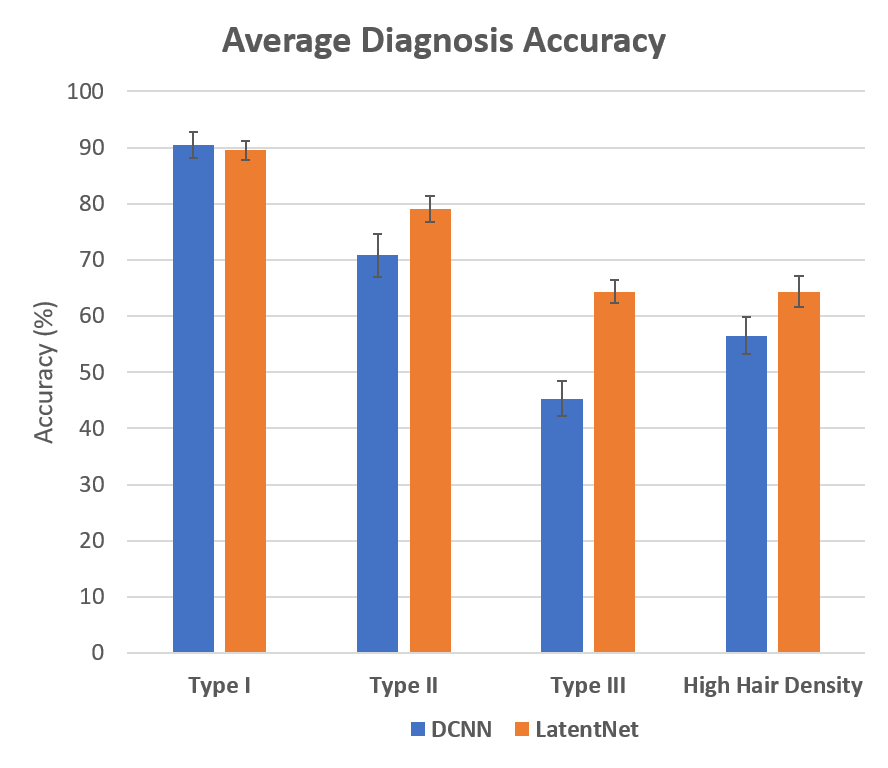 Average Diagnosis Accuracy
100
90
80
70
60
50
40
30
20
10
0
Accuracy (%)
Type I Type II Type III High Hair Density
DCNN LatentNet